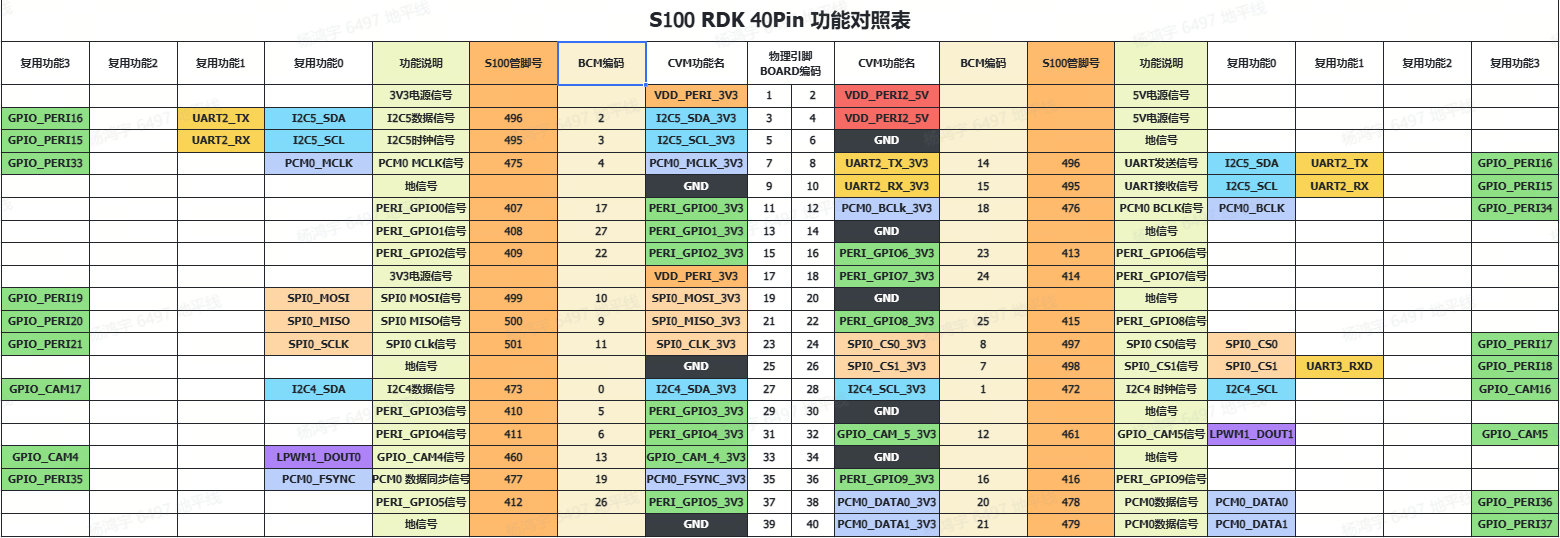 S100 RDK 40Pin 功能对照表
复用功能3 复用功能2 复用功能1 复用功能0 功能说明 S100管脚号 BCM编码 CVM功能名 物理引脚 BOARD编码 CVM功能名 BCM编码 S100管脚号 功能说明 复用功能0 复用功能1 复用功能2 复用功能3
3V3电源信号 VDD_PERI_3V3 1 2 VDD_PERI2_5V 5V电源信号
GPIO_PERI16 UART2_TX I2C5_SDA I2C5数据信号 496 2 I2C5_SDA_3V3 3 4 VDD_PERI2_5V 5V电源信号
GPIO_PERI15 UART2_RX I2C5_SCL I2C5时钟信号 495 3 I2C5_SCL_3V3 5 6 GND 地信号
GPIO_PERI33 PCM0_MCLK PCM0 MCLK信号 475 4 PCM0_MCLK_3V3 7 8 UART2_TX_3V3 14 496 UART发送信号 I2C5_SDA UART2_TX GPIO_PERI16
地信号 GND 9 10 UART2_RX_3V3 15 495 UART接收信号 I2C5_SCL UART2_RX GPIO_PERI15
PERI_GPIO0信号 407 17 PERI_GPIO0_3V3 11 12 PCM0_BCLk_3V3 18 476 PCM0 BCLK信号 PCM0_BCLK GPIO_PERI34
PERI_GPIO1信号 408 27 PERI_GPIO1_3V3 13 14 GND 地信号
PERI_GPIO2信号 409 22 PERI_GPIO2_3V3 15 16 PERI_GPIO6_3V3 23 413 PERI_GPIO6信号
3V3电源信号 VDD_PERI_3V3 17 18 PERI_GPIO7_3V3 24 414 PERI_GPIO7信号
GPIO_PERI19 SPI0_MOSI SPI0 MOSI信号 499 10 SPI0_MOSI_3V3 19 20 GND 地信号
GPIO_PERI20 SPI0_MISO SPI0 MISO信号 500 9 SPI0_MISO_3V3 21 22 PERI_GPIO8_3V3 25 415 PERI_GPIO8信号
GPIO_PERI21 SPI0_SCLK SPI0 CLk信号 501 11 SPI0_CLK_3V3 23 24 SPI0_CS0_3V3 8 497 SPI0 CS0信号 SPI0_CS0 GPIO_PERI17
地信号 GND 25 26 SPI0_CS1_3V3 7 498 SPI0_CS1信号 SPI0_CS1 UART3_RXD GPIO_PERI18
GPIO_CAM17 I2C4_SDA I2C4数据信号 473 0 I2C4_SDA_3V3 27 28 I2C4_SCL_3V3 1 472 I2C4 时钟信号 I2C4_SCL GPIO_CAM16
PERI_GPIO3信号 410 5 PERI_GPIO3_3V3 29 30 GND 地信号
PERI_GPIO4信号 411 6 PERI_GPIO4_3V3 31 32 GPIO_CAM_5_3V3 12 461 GPIO_CAM5信号 LPWM1_DOUT1 GPIO_CAM5
GPIO_CAM4 LPWM1_DOUT0 GPIO_CAM4信号 460 13 GPIO_CAM_4_3V3 33 34 GND 地信号
GPIO_PERI35 PCM0_FSYNC PCM0 数据同步信号 477 19 PCM0_FSYNC_3V3 35 36 PERI_GPIO9_3V3 16 416 PERI_GPIO9信号
PERI_GPIO5信号 412 26 PERI_GPIO5_3V3 37 38 PCM0_DATA0_3V3 20 478 PCM0数据信号 PCM0_DATA0 GPIO_PERI36
地信号 GND 39 40 PCM0_DATA1_3V3 21 479 PCM0数据信号 PCM0_DATA1 GPIO_PERI37